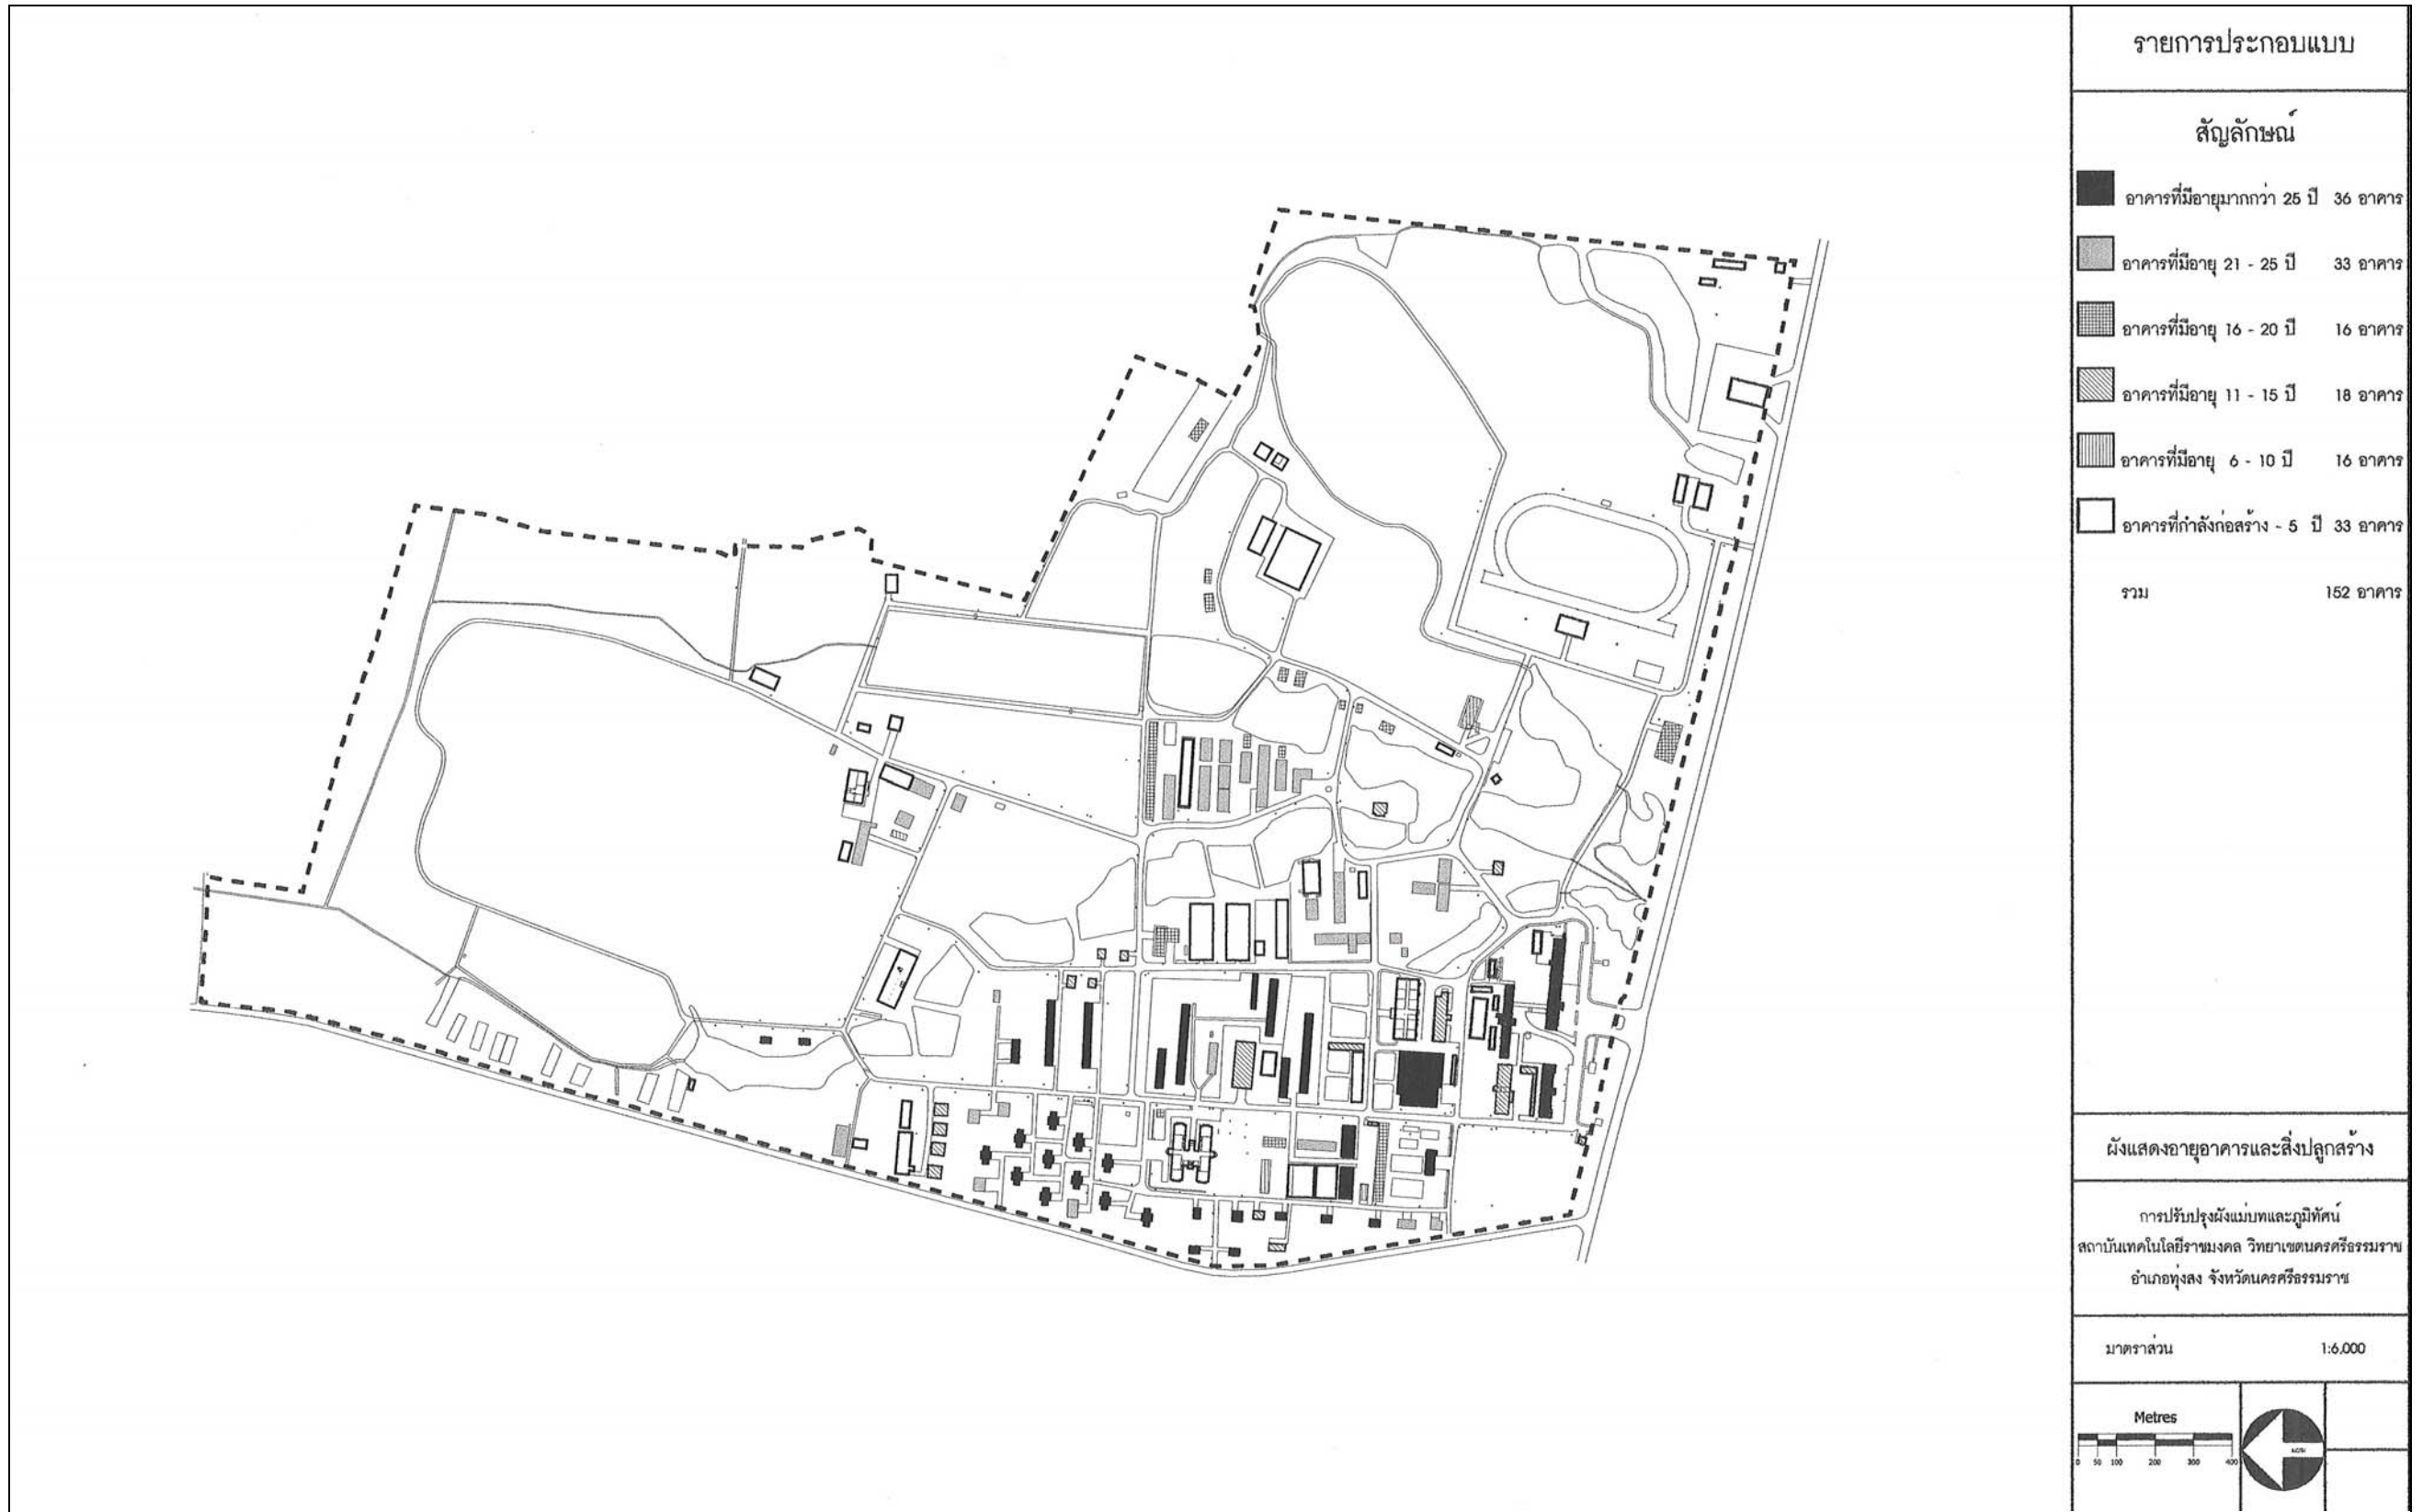 รายการประกอบแบบ
สัญลักษณ์
อาคารที่มีอายุมากกว่า 25 ปี 36 อาคาร
อาคารที่มีอายุ 21 - 25 ปี 33 อาคาร
อาคารที่มีอายุ 16 - 20 ปี 16 อาคาร
อาคารที่มีอายุ 11 - 15 ปี 18 อาคาร
อาคารที่มีอายุ 6 - 10 ปี 16 อาคาร
อาคารที่กำลังก่อสร้าง - 5 ปี 33 อาคาร
รวม 152 อาคาร
ผังแสดงอายุอาคารและสิ่งปลูกสร้าง
การปรับปรุงผังแม่บทและภูมิทัศน์
สถาบันเทคโนโลยีราชมงคล วิทยาเขตนครศรีธรรมราช
อำเภอทุ่งสง จังหวัดนครศรีธรรมราช
มาตราส่วน 1:6,000
Metres
0 50 100 200 300 400